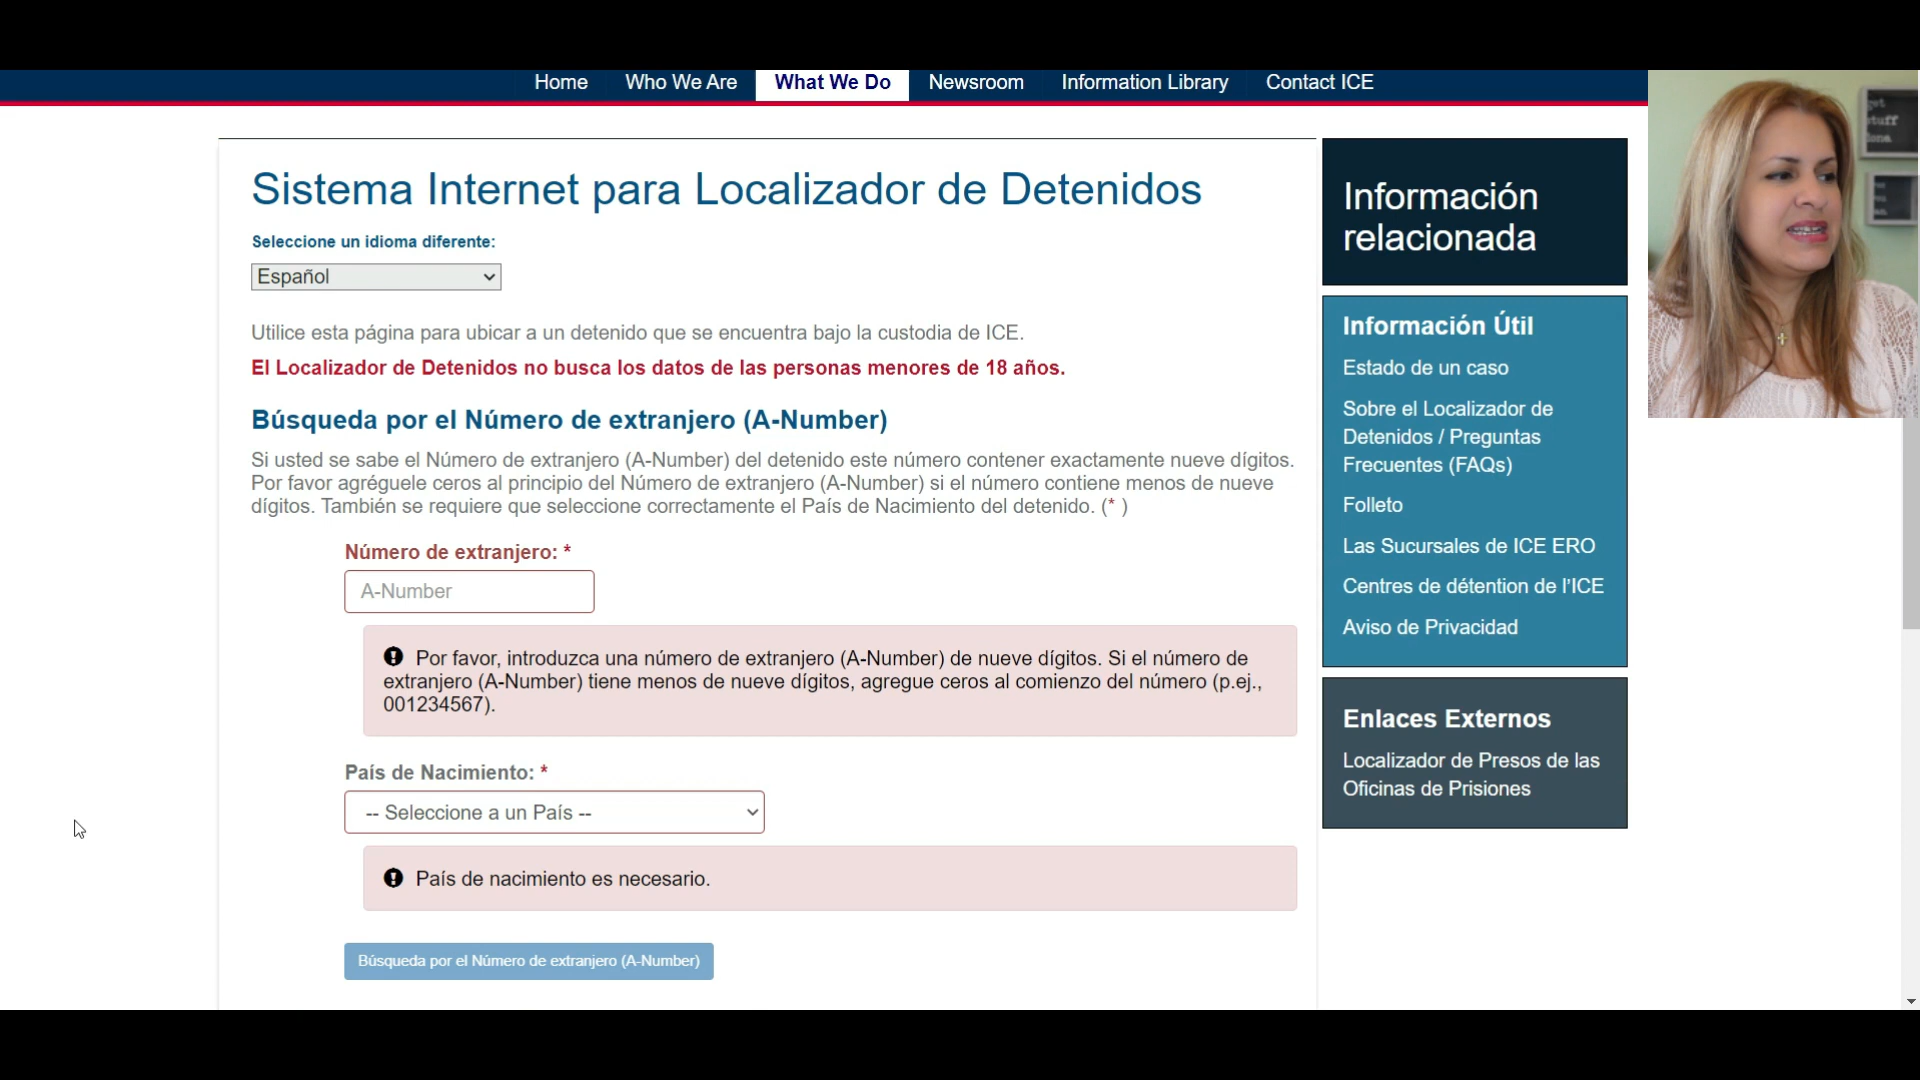 Home Who We Are What We Do Newsroom Information Library Contact ICE
Sistema Internet para Localizador de Detenidos
Seleccione un idioma diferente:
Español
Utilice esta página para ubicar a un detenido que se encuentra bajo la custodia de ICE.
El Localizador de Detenidos no busca los datos de las personas menores de 18 años.
Búsqueda por el Número de extranjero (A-Number)
Si usted se sabe el Número de extranjero (A-Number) del detenido este número contener exactamente nueve dígitos.
Por favor agréguele ceros al principio del Número de extranjero (A-Number) si el número contiene menos de nueve
dígitos. También se requiere que seleccione correctamente el País de Nacimiento del detenido. (* )
Número de extranjero: *
A-Number
Por favor, introduzca una número de extranjero (A-Number) de nueve dígitos. Si el número de
extranjero (A-Number) tiene menos de nueve dígitos, agregue ceros al comienzo del número (p.ej.,
001234567).
País de Nacimiento: *
-- Seleccione a un País --
País de nacimiento es necesario.
Búsqueda por el Número de extranjero (A-Number)
Información
relacionada
Información Útil
Estado de un caso
Sobre el Localizador de
Detenidos / Preguntas
Frecuentes (FAQs)
Folleto
Las Sucursales de ICE ERO
Centres de détention de l'ICE
Aviso de Privacidad
Enlaces Externos
Localizador de Presos de las
Oficinas de Prisiones
get
stuff